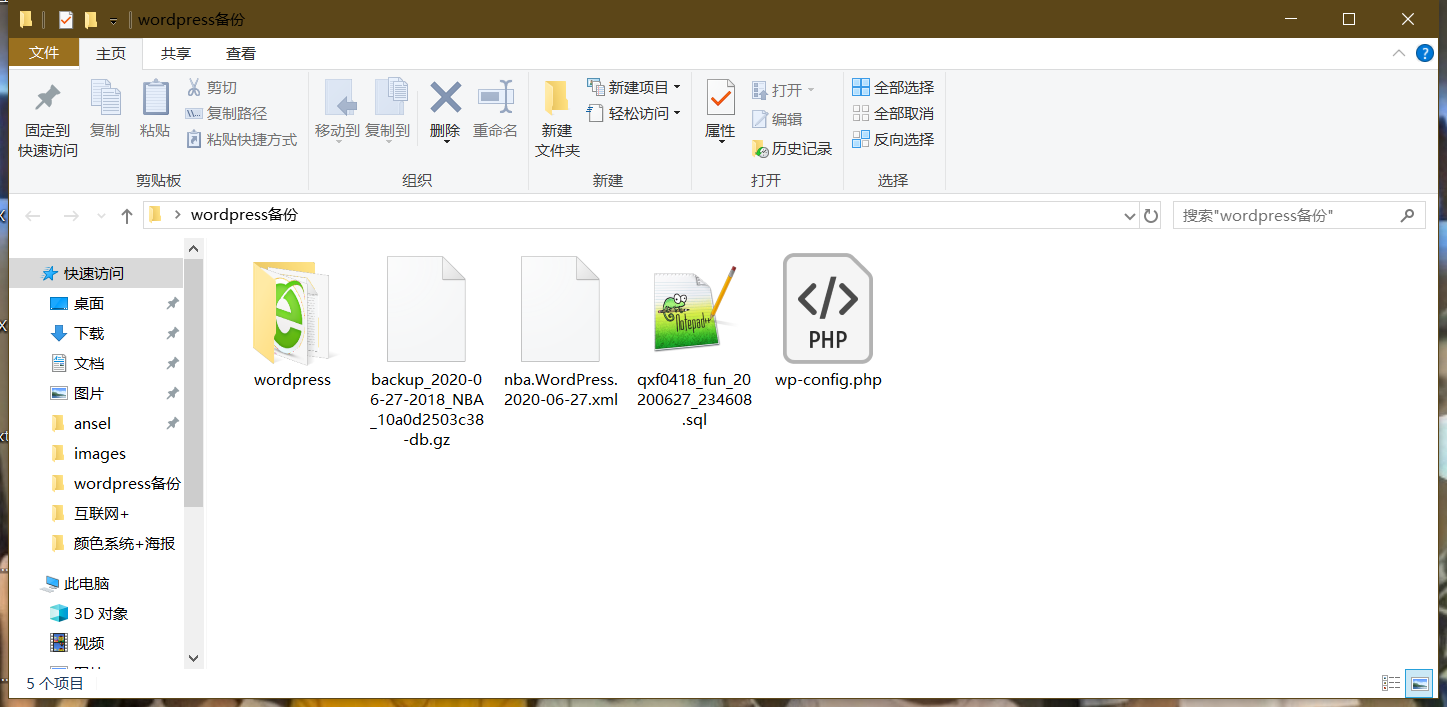 wordpress备份
文件
主页
共享
查看
固定到
快速访问
复制
粘贴
剪切
复制路径
粘贴快捷方式
剪贴板
移动到
复制到
删除
重命名
组织
新建
文件夹
新建项目
轻松访问
新建
属性
打开
编辑
历史记录
打开
全部选择
全部取消
反向选择
选择
wordpress备份
搜索"wordpress备份"
快速访问
桌面
下载
文档
图片
ansel
images
wordpress备份
互联网+
颜色系统+海报
此电脑
3D 对象
视频
wordpress
backup_2020-0
6-27-2018_NBA
_10a0d2503c38
-db.gz
nba.WordPress.
2020-06-27.xml
Notepad++
qxf0418_fun_20
200627_234608
.sql
</>
PHP
wp-config.php
5 个项目